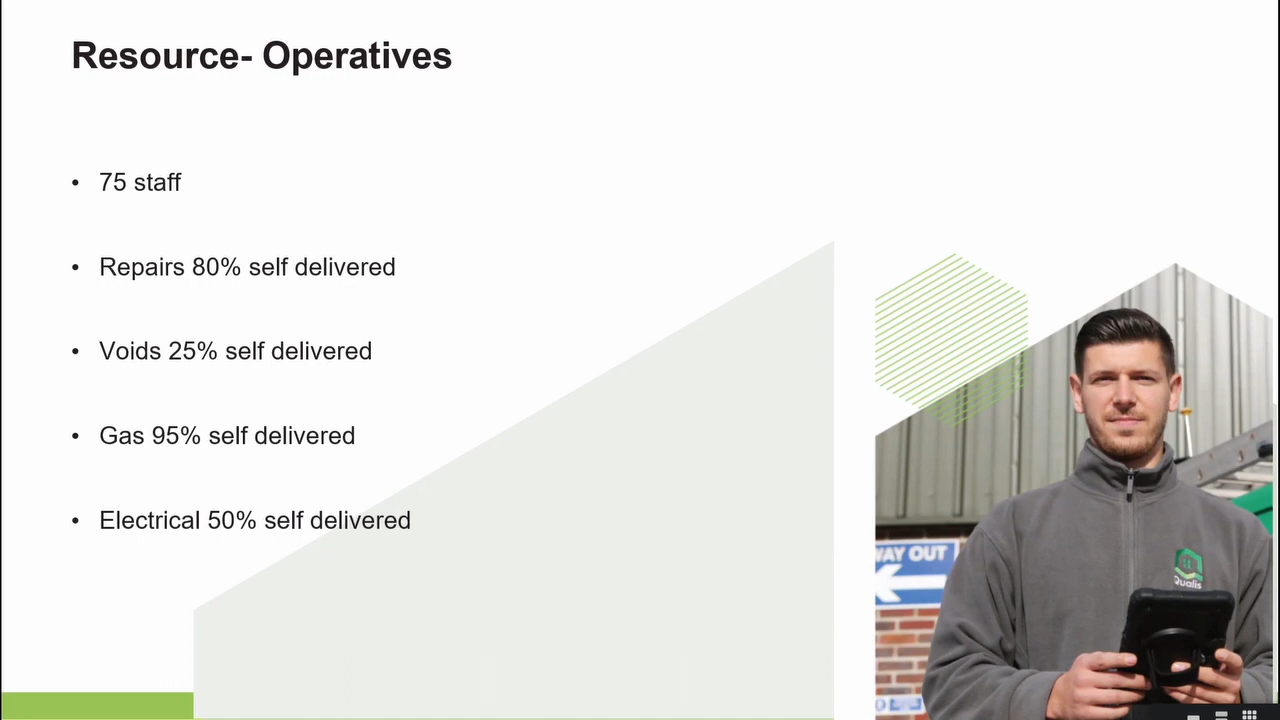 Resource- Operatives
• 75 staff
• Repairs 80% self delivered
• Voids 25% self delivered
• Gas 95% self delivered
• Electrical 50% self delivered
WAY OUT
Qualis